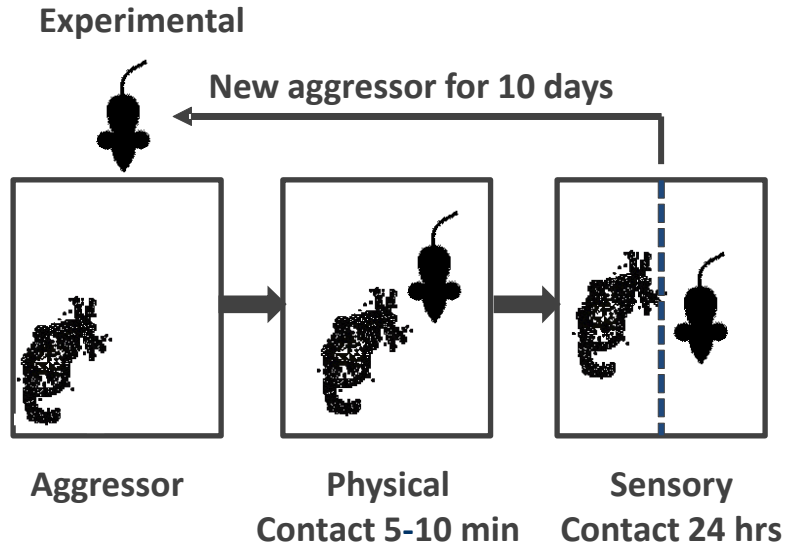 Experimental
New aggressor for 10 days
Aggressor
Physical
Contact 5-10 min
Sensory
Contact 24 hrs